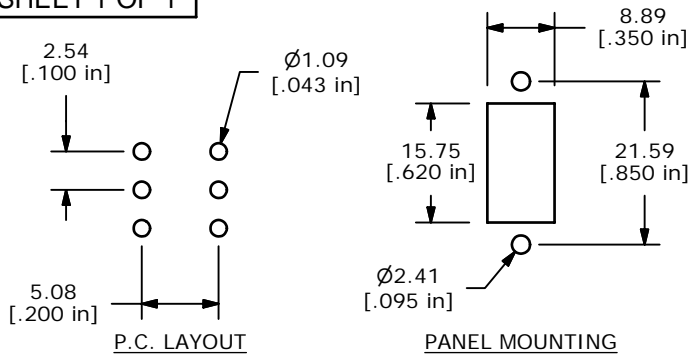 SHEET 1 OF 1
2.54
[.100 in]
Ø1.09
[.043 in]
5.08
[.200 in]
P.C. LAYOUT
8.89
[.350 in]
15.75
[.620 in]
21.59
[.850 in]
Ø2.41
[.095 in]
PANEL MOUNTING